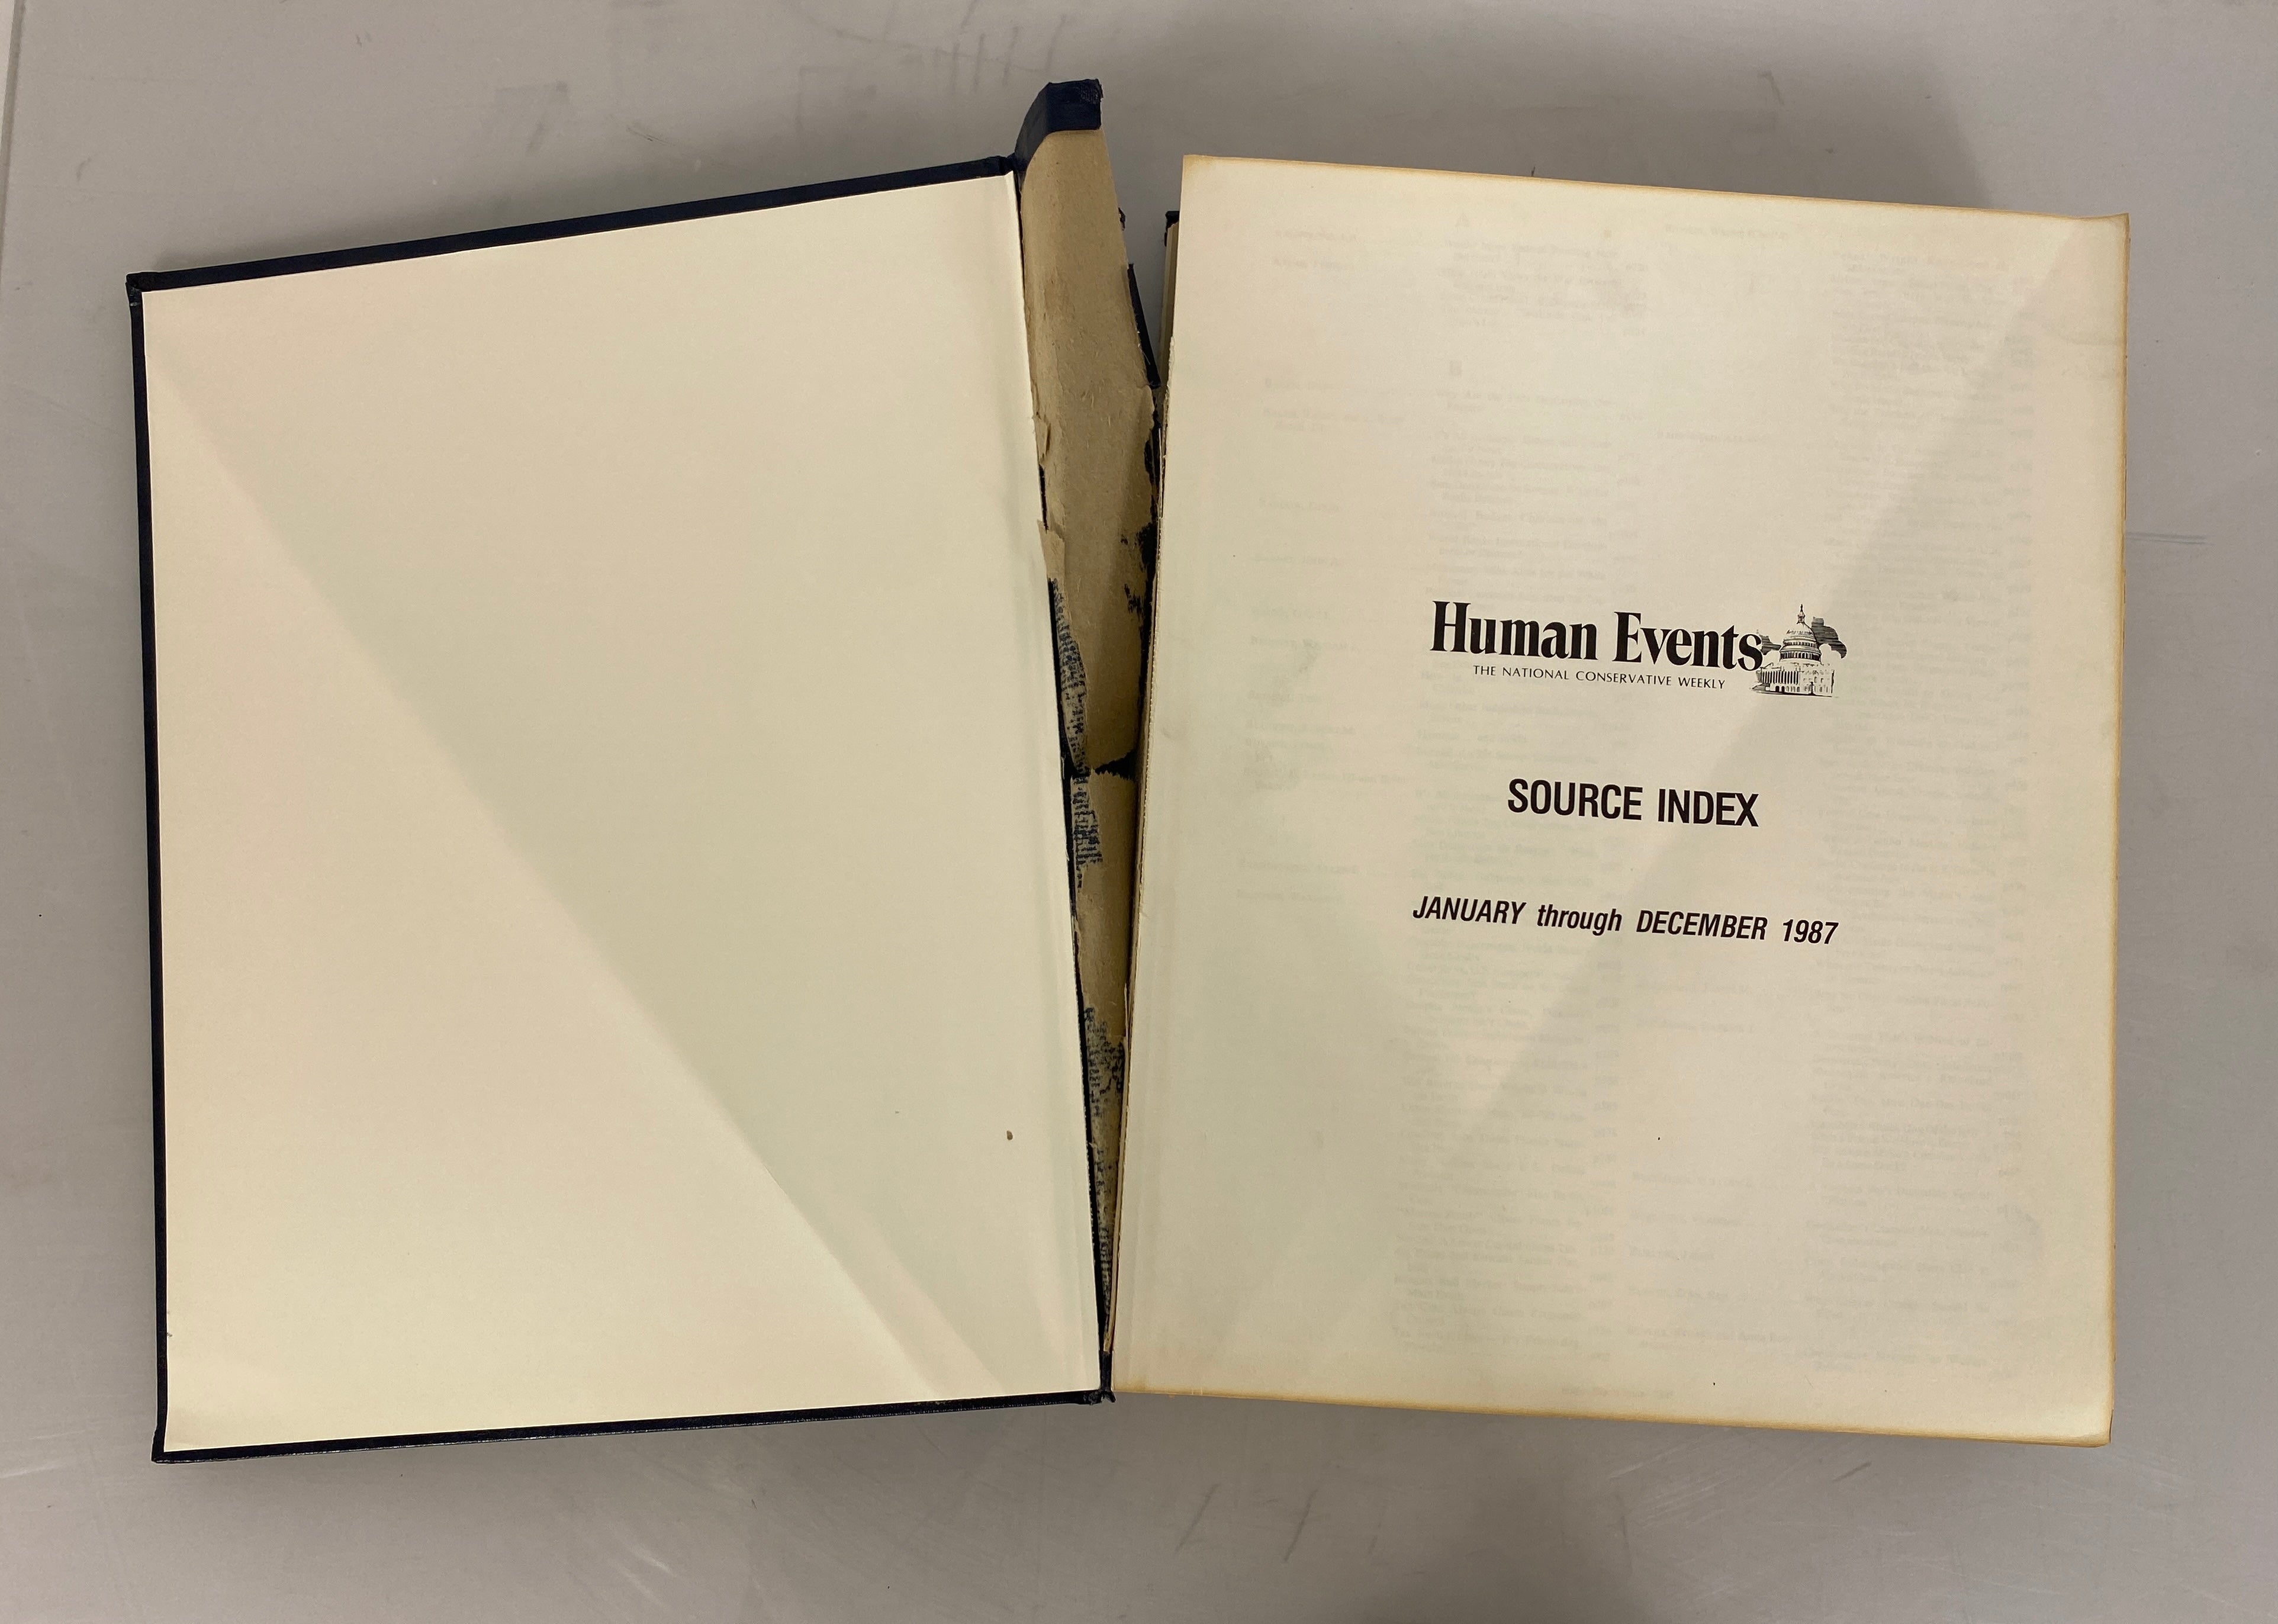 Human Events
THE NATIONAL CONSERVATIVE WEEKLY
SOURCE INDEX
JANUARY through DECEMBER 1987